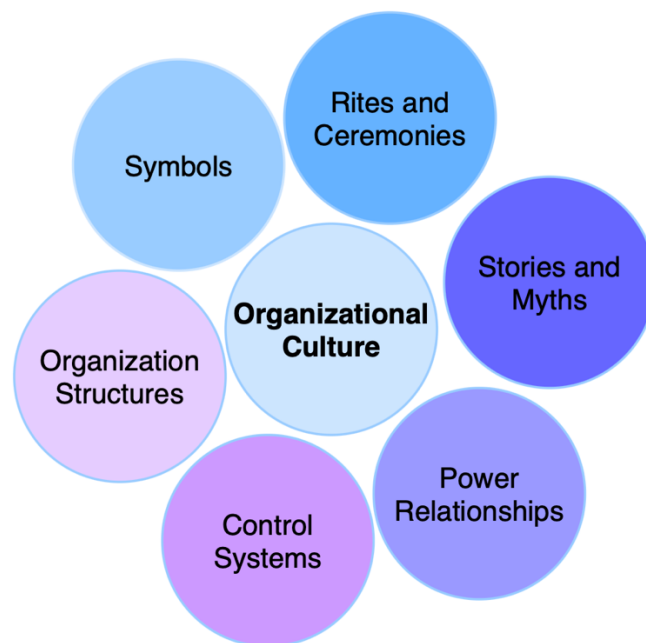 Rites and
Ceremonies
Symbols
Stories and
Myths
Organizational
Culture
Organization
Structures
Power
Relationships
Control
Systems